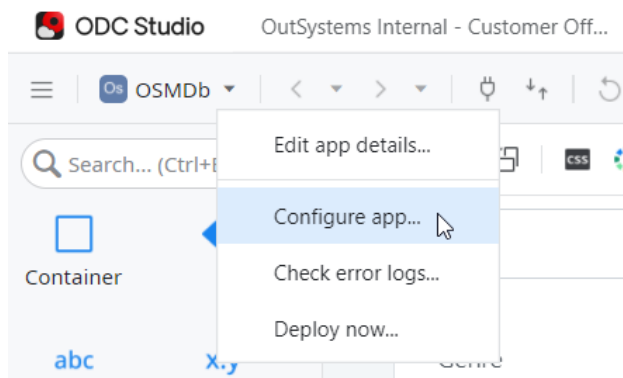 ODC Studio OutSystems Internal - Customer Off...
Os OSMDb
Search... (Ctrl+E
Edit app details...
css
Configure app...
Container
Check error logs...
Deploy now...
abc x.y
Genre